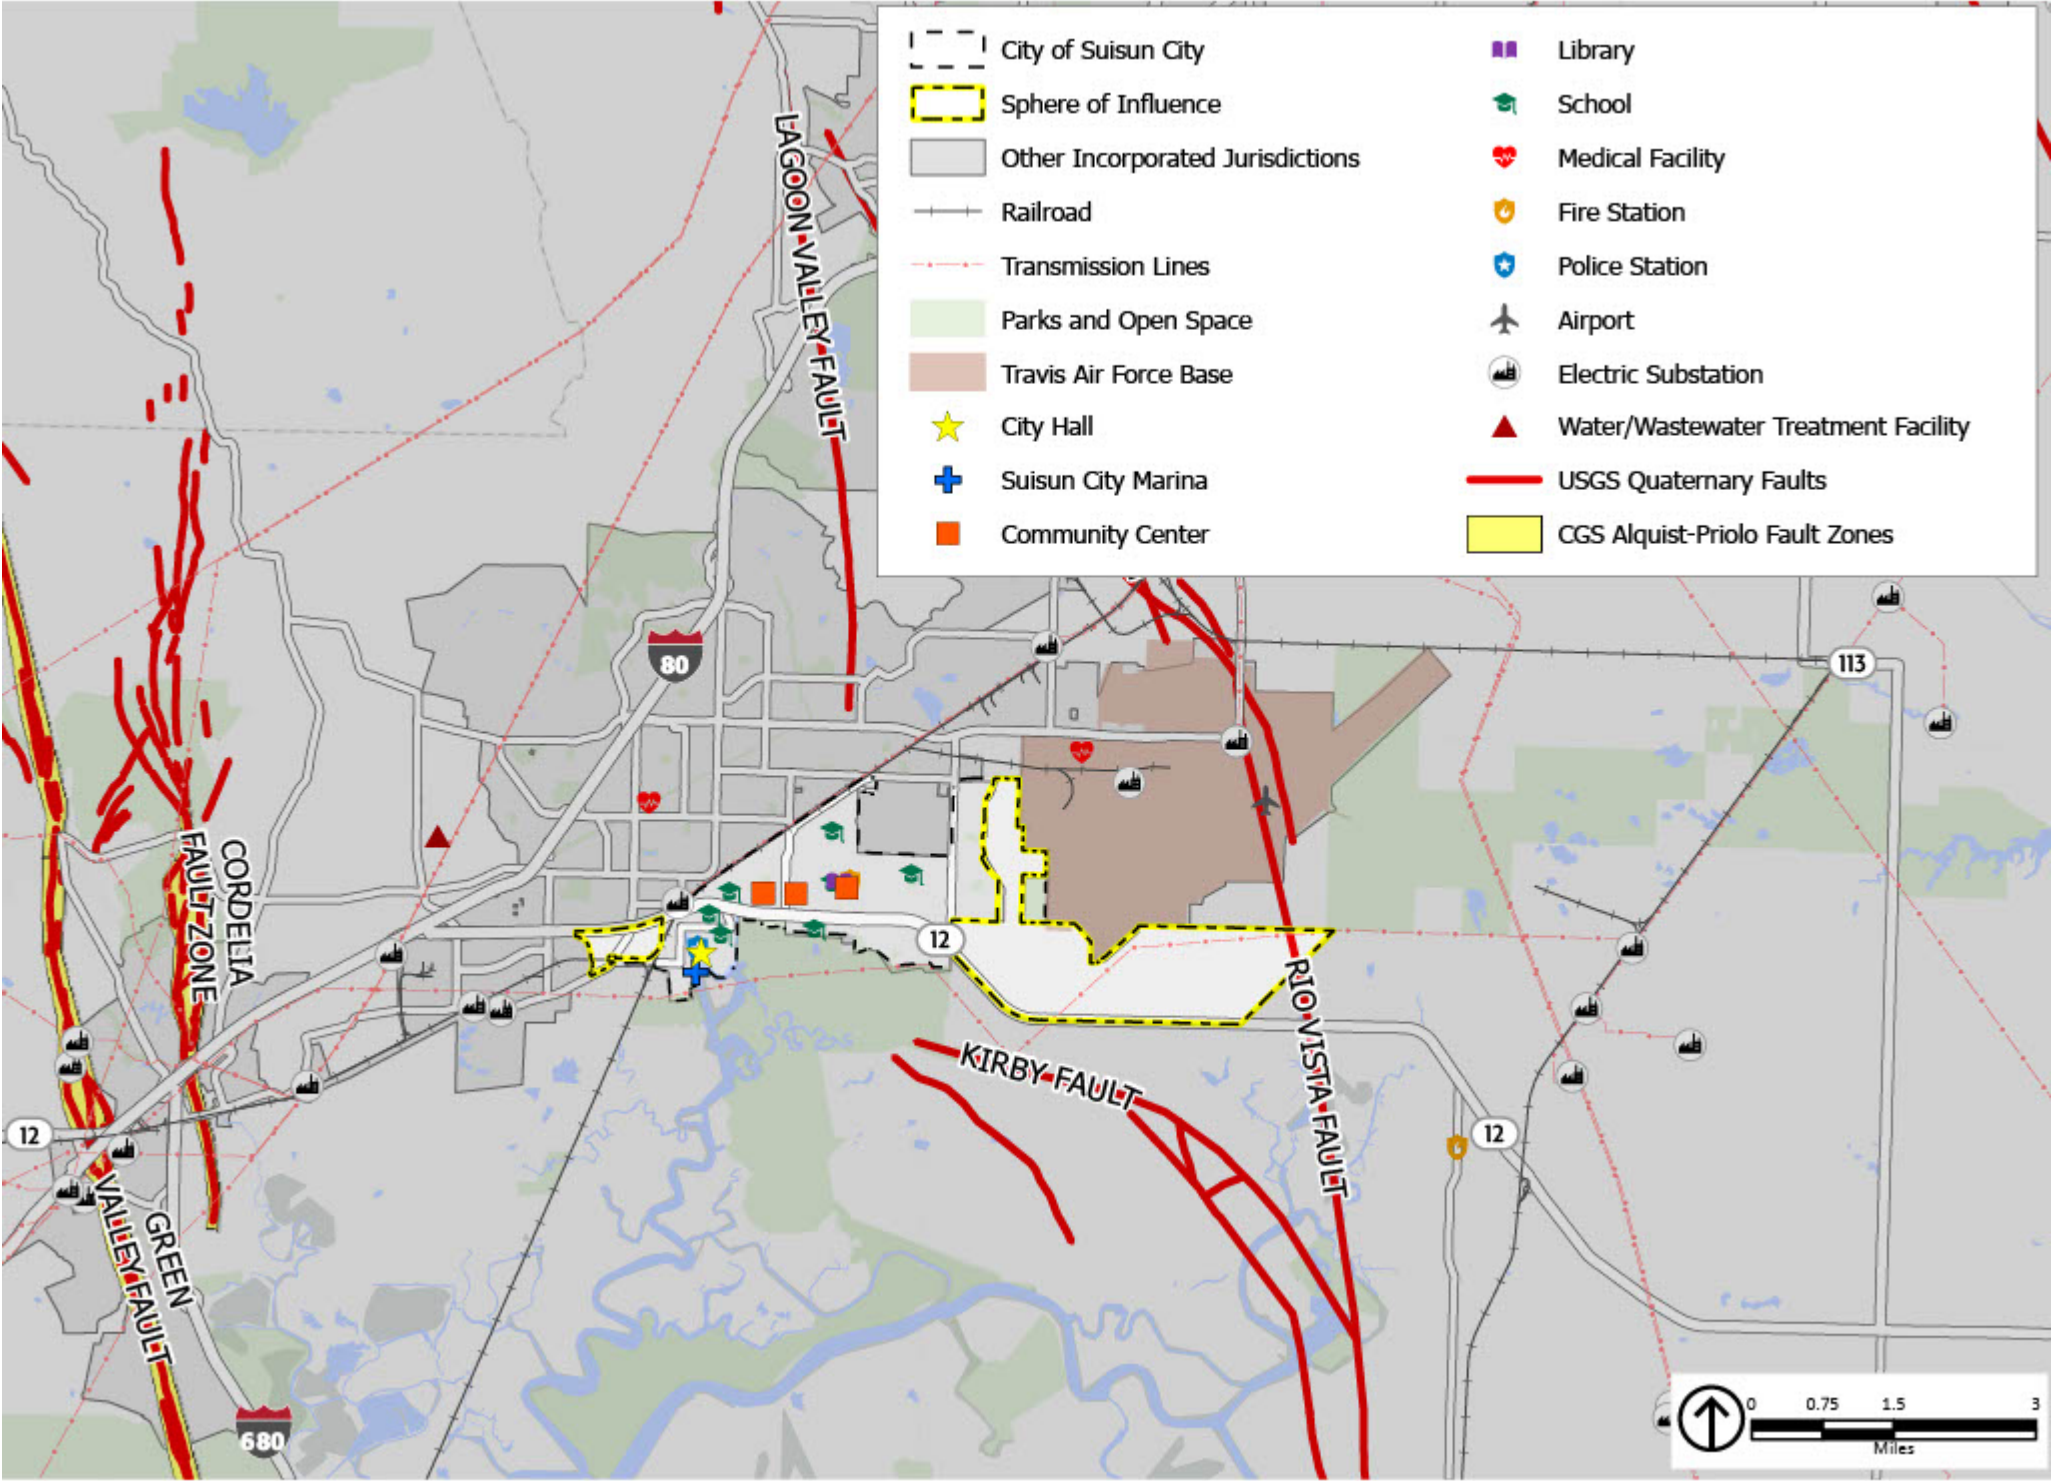 City of Suisun City
Sphere of Influence
Other Incorporated Jurisdictions
Railroad
Transmission Lines
Parks and Open Space
Travis Air Force Base
City Hall
Suisun City Marina
Community Center
Library
School
Medical Facility
Fire Station
Police Station
Airport
Electric Substation
Water/Wastewater Treatment Facility
USGS Quaternary Faults
CGS Alquist-Priolo Fault Zones
LAGOON VALLEY FAULT
80
113
CORDELIA
FAULT ZONE
12
RIO VISTA FAULT
KIRBY FAULT
12
12
GREEN
VALLEY FAULT
680
0 0.75 1.5 3
Miles